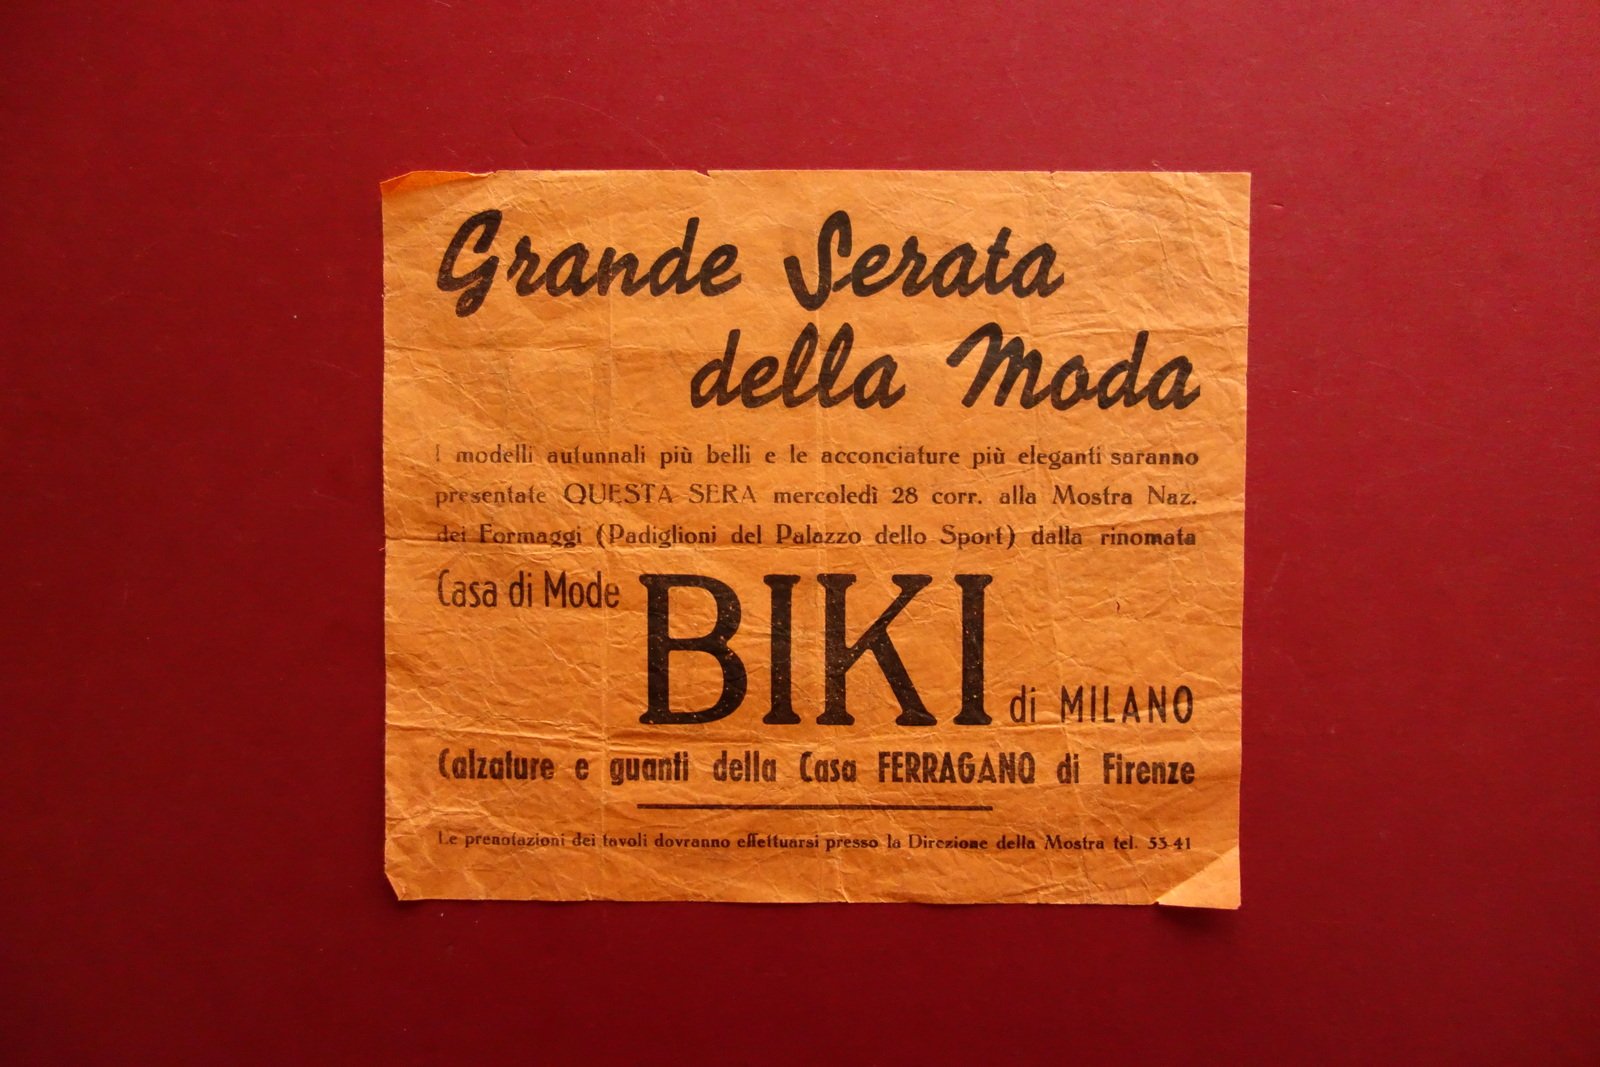 Grande Serata
della Moda
I modelli autunnali più belli e le acconciature più eleganti saranno
presentate QUESTA SERA mercoledì 28 corr. alla Mostra Naz.
dei Formaggi (Padiglioni del Palazzo dello Sport) dalla rinomata
Casa di Mode BIKI di MILANO
Calzature e guanti della Casa FERRAGANO di Firenze
Le prenotazioni dei tavoli dovranno effettuarsi presso la Direzione della Mostra tel. 53-41